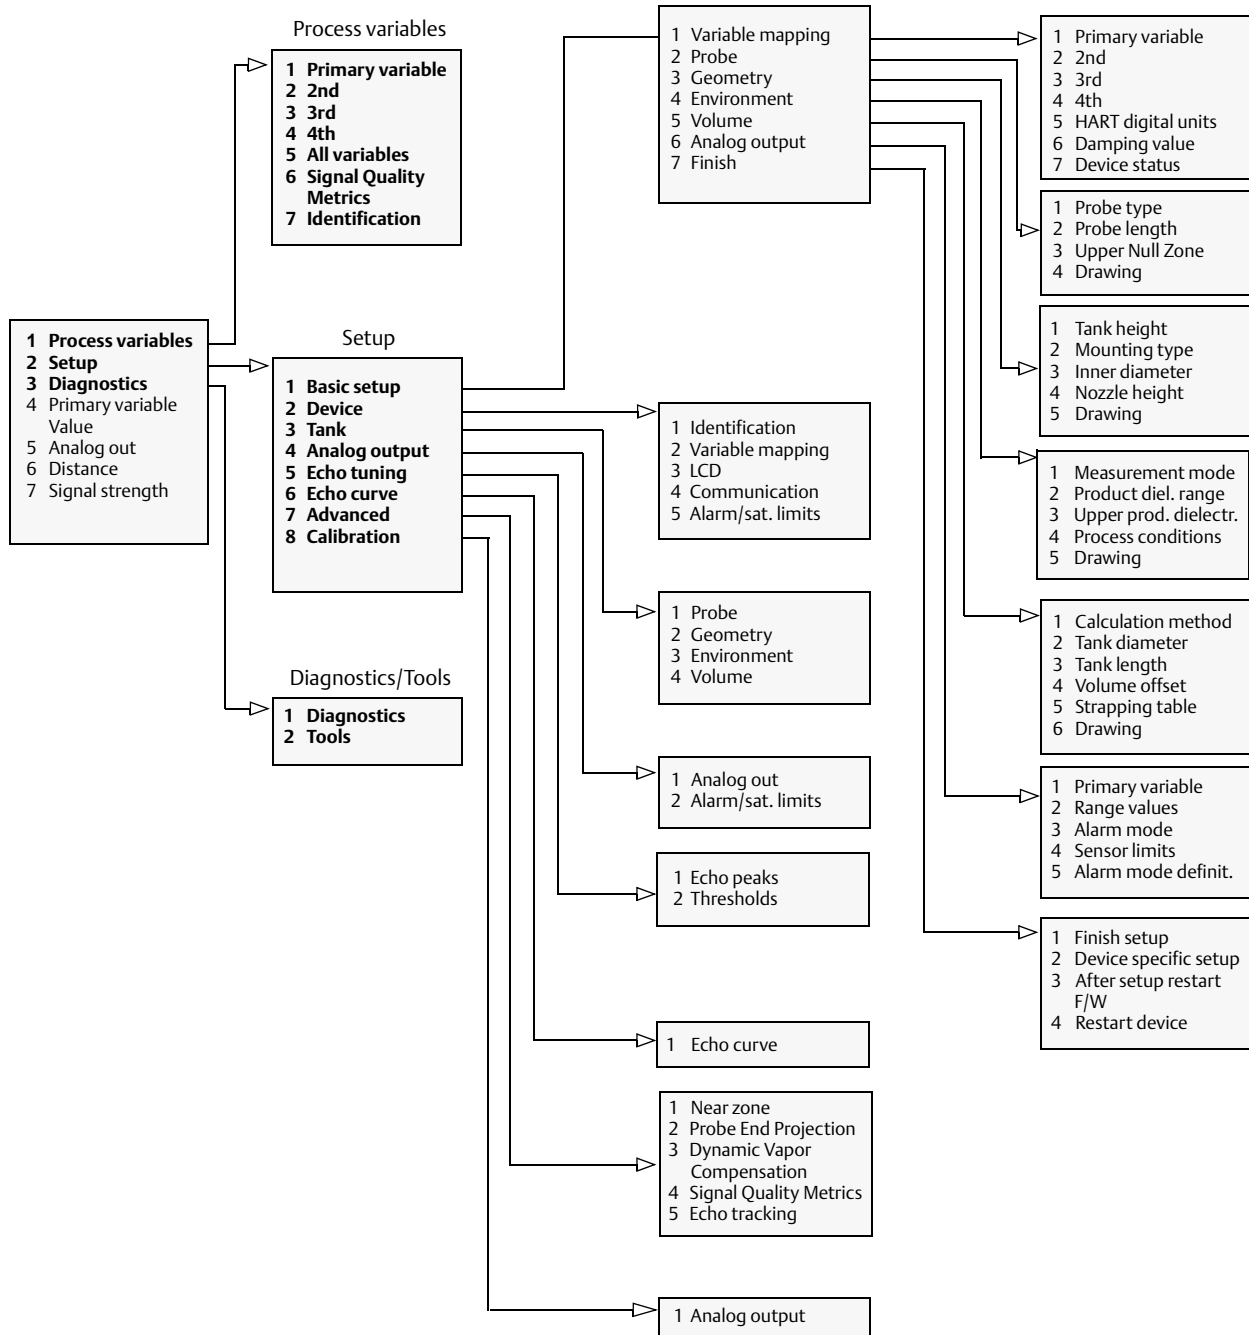 Process variables
1 Primary variable
2 2nd
3 3rd
4 4th
5 All variables
6 Signal Quality
Metrics
7 Identification
1 Process variables
2 Setup
3 Diagnostics
4 Primary variable
Value
5 Analog out
6 Distance
7 Signal strength
Setup
1 Basic setup
2 Device
3 Tank
4 Analog output
5 Echo tuning
6 Echo curve
7 Advanced
8 Calibration
Diagnostics/Tools
1 Diagnostics
2 Tools
1 Variable mapping
2 Probe
3 Geometry
4 Environment
5 Volume
6 Analog output
7 Finish
1 Identification
2 Variable mapping
3 LCD
4 Communication
5 Alarm/sat. limits
1 Probe
2 Geometry
3 Environment
4 Volume
1 Analog out
2 Alarm/sat. limits
1 Echo peaks
2 Thresholds
1 Echo curve
1 Near zone
2 Probe End Projection
3 Dynamic Vapor
Compensation
4 Signal Quality Metrics
5 Echo tracking
1 Analog output
1 Primary variable
2 2nd
3 3rd
4 4th
5 HART digital units
6 Damping value
7 Device status
1 Probe type
2 Probe length
3 Upper Null Zone
4 Drawing
1 Tank height
2 Mounting type
3 Inner diameter
4 Nozzle height
5 Drawing
1 Measurement mode
2 Product diel. range
3 Upper prod. dielectr.
4 Process conditions
5 Drawing
1 Calculation method
2 Tank diameter
3 Tank length
4 Volume offset
5 Strapping table
6 Drawing
1 Primary variable
2 Range values
3 Alarm mode
4 Sensor limits
5 Alarm mode definit.
1 Finish setup
2 Device specific setup
3 After setup restart
F/W
4 Restart device